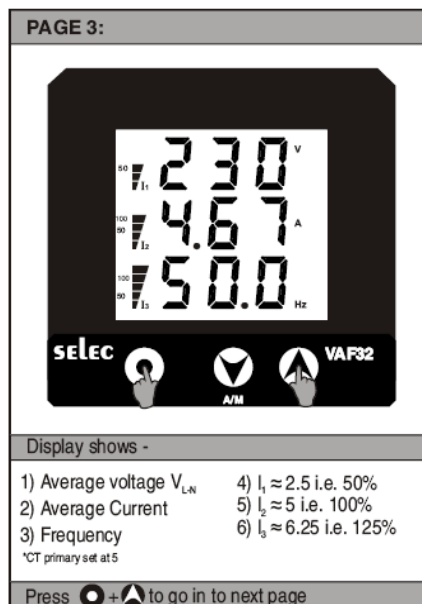 PAGE 3:
230 V
50 I₁
4.67 A
100
50 I₂
50.0 Hz
100
50 I₃
selec VAF32
A/M
Display shows -
1) Average voltage V L-N
2) Average Current
3) Frequency
*CT primary set at 5
4) I₁ ≈ 2.5 i.e. 50%
5) I₂ ≈ 5 i.e. 100%
6) I₃ ≈ 6.25 i.e. 125%
Press + to go in to next page